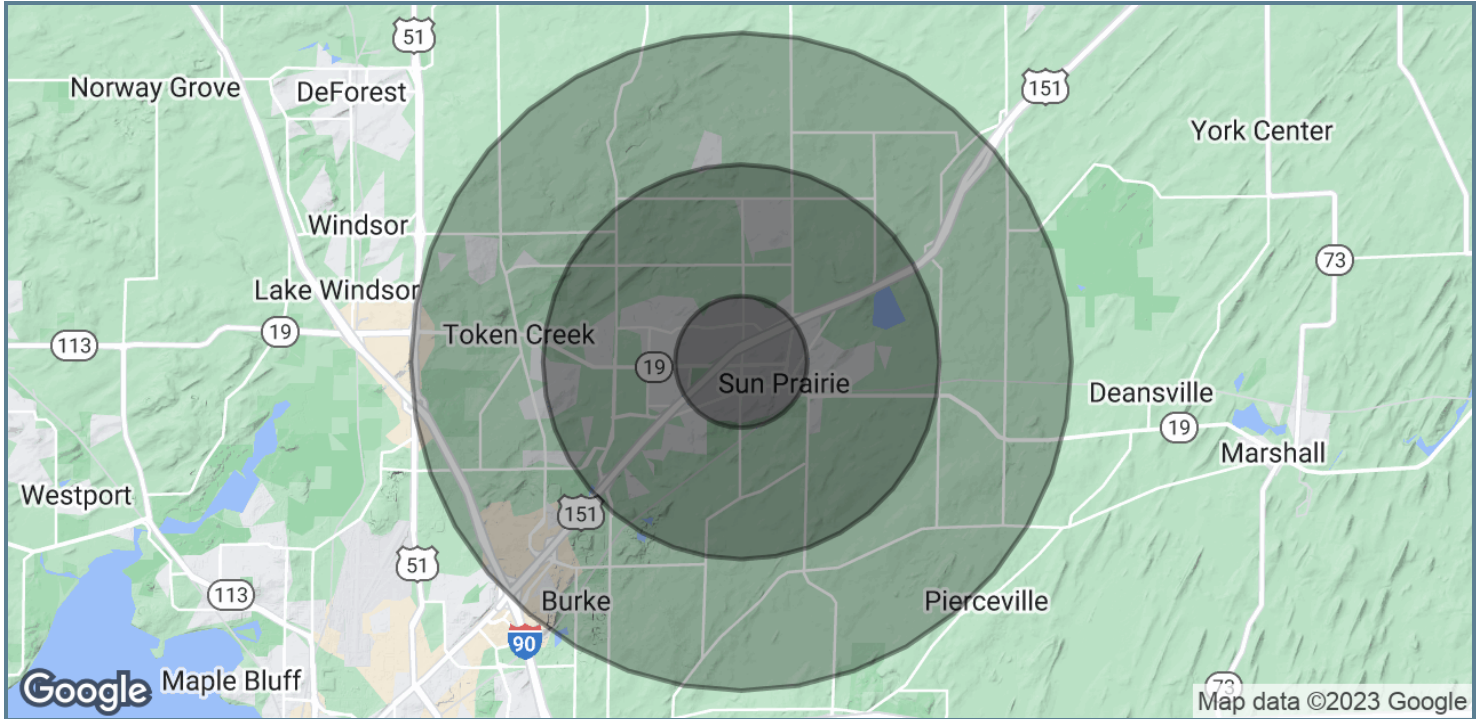 51
Norway Grove
DeForest
151
York Center
Windsor
73
Lake Windsor
19
113
Token Creek
19
Sun Prairie
Deansville
19
Marshall
Westport
151
51
113
Burke
Pierceville
90
Maple Bluff
73
Google
Map data ©2023 Google